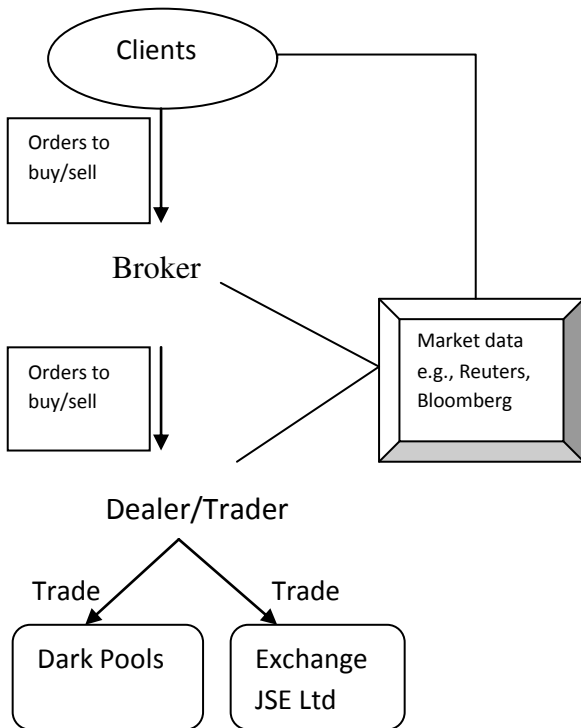 Clients
Orders to
buy/sell
Broker
Market data
e.g., Reuters,
Bloomberg
Orders to
buy/sell
Dealer/Trader
Trade
Trade
Dark Pools
Exchange
JSE Ltd